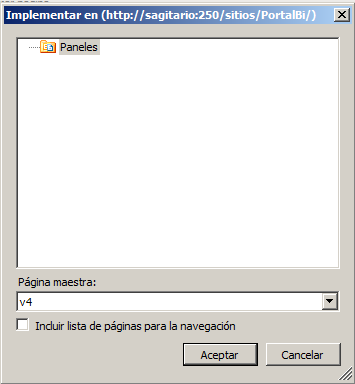 Implementar en (http://sagitario:250/sitios/PortalBi/)
Paneles
Página maestra:
v4
Incluir lista de páginas para la navegación
Aceptar
Cancelar